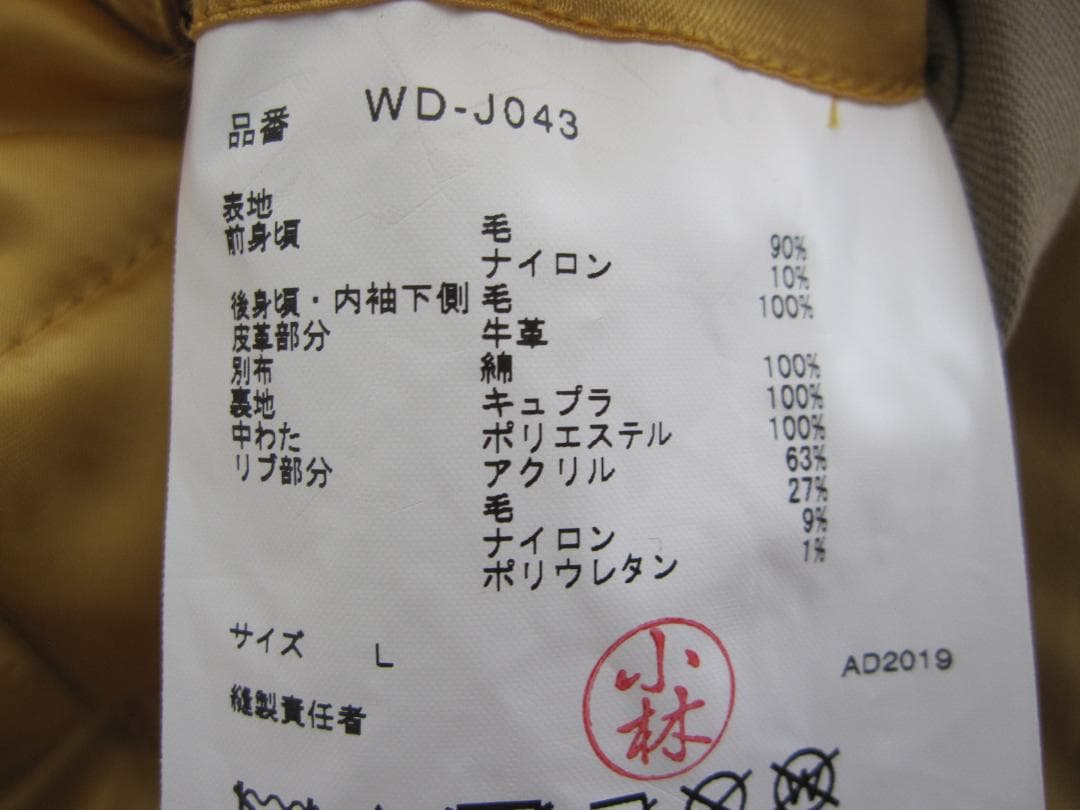 品番 WD-J043
表地
前身頃 毛 90%
ナイロン 10%
後身頃・内袖下側 毛 100%
皮革部分 牛革
別布 綿 100%
裏地 キュプラ 100%
中わた ポリエステル 100%
リブ部分 アクリル 63%
毛 27%
ナイロン 9%
ポリウレタン 1%
サイズ L
AD2019
縫製責任者 小林
W